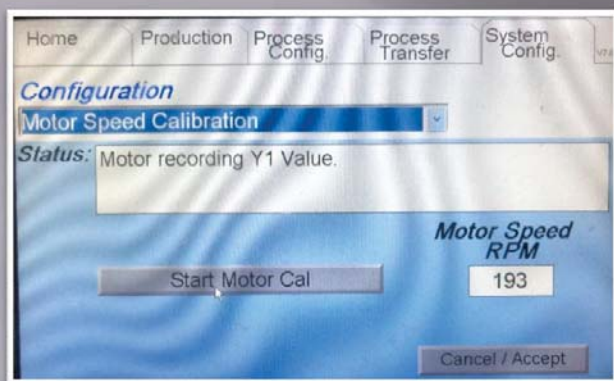 Home
Production
Process
Config.
Process
Transfer
System
Config.
Configuration
Motor Speed Calibration
Status: Motor recording Y1 Value.
Motor Speed
RPM
Start Motor Cal
193
Cancel / Accept